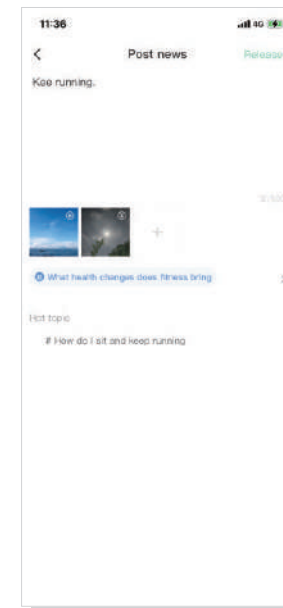 11:36
4G
Post news
Release
Kee running.
What health changes does fitness bring
Hot topic
# How do I sit and keep running